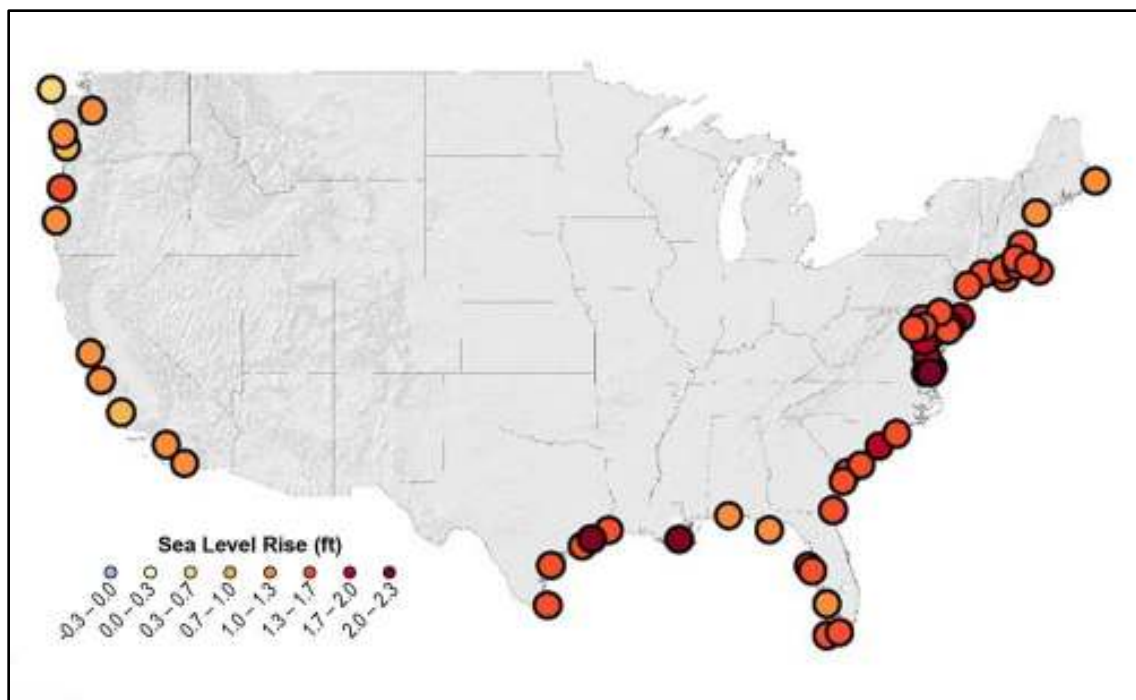 Sea Level Rise (ft)
-0.3 – 0.0
0.0 – 0.3
0.3 – 0.7
0.7 – 1.0
1.0 – 1.3
1.3 – 1.7
1.7 – 2.0
2.0 – 2.3